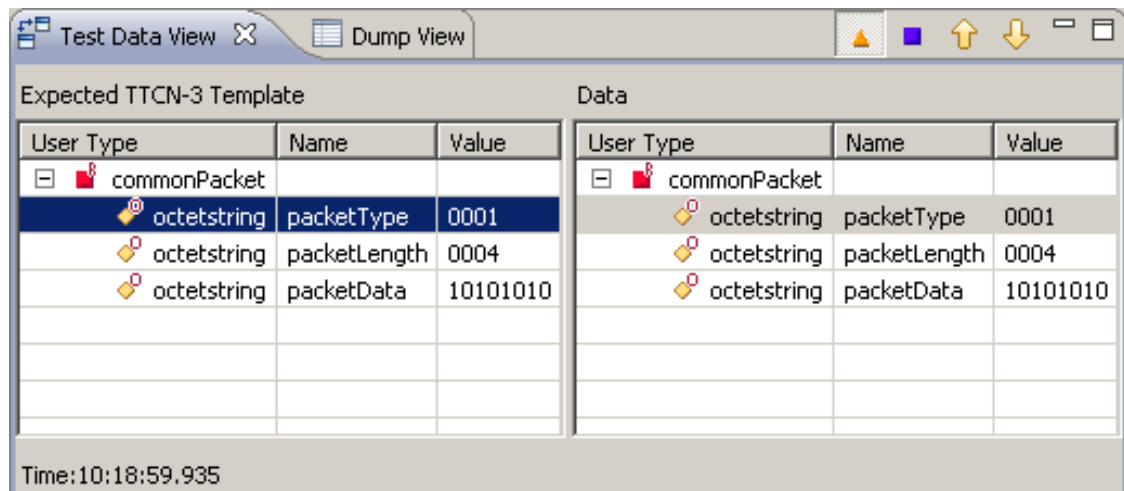 Test Data View Dump View
Expected TTCN-3 Template Data
User Type Name Value User Type Name Value
commonPacket commonPacket
octetstring packetType 0001 octetstring packetType 0001
octetstring packetLength 0004 octetstring packetLength 0004
octetstring packetData 10101010 octetstring packetData 10101010
Time:10:18:59.935